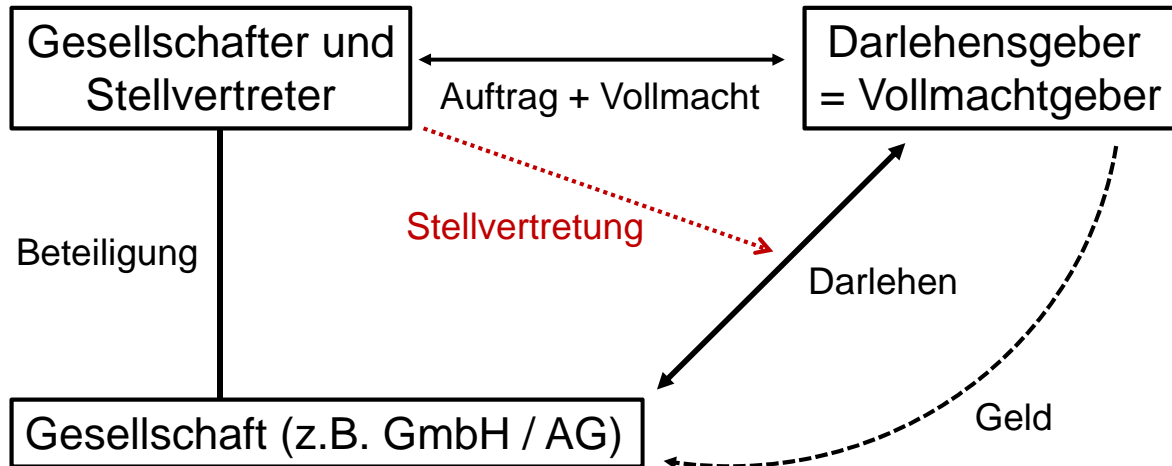 Gesellschafter und
Stellvertreter
Auftrag + Vollmacht
Darlehensgeber
= Vollmachtgeber
Stellvertretung
Beteiligung
Darlehen
Geld
Gesellschaft (z.B. GmbH / AG)